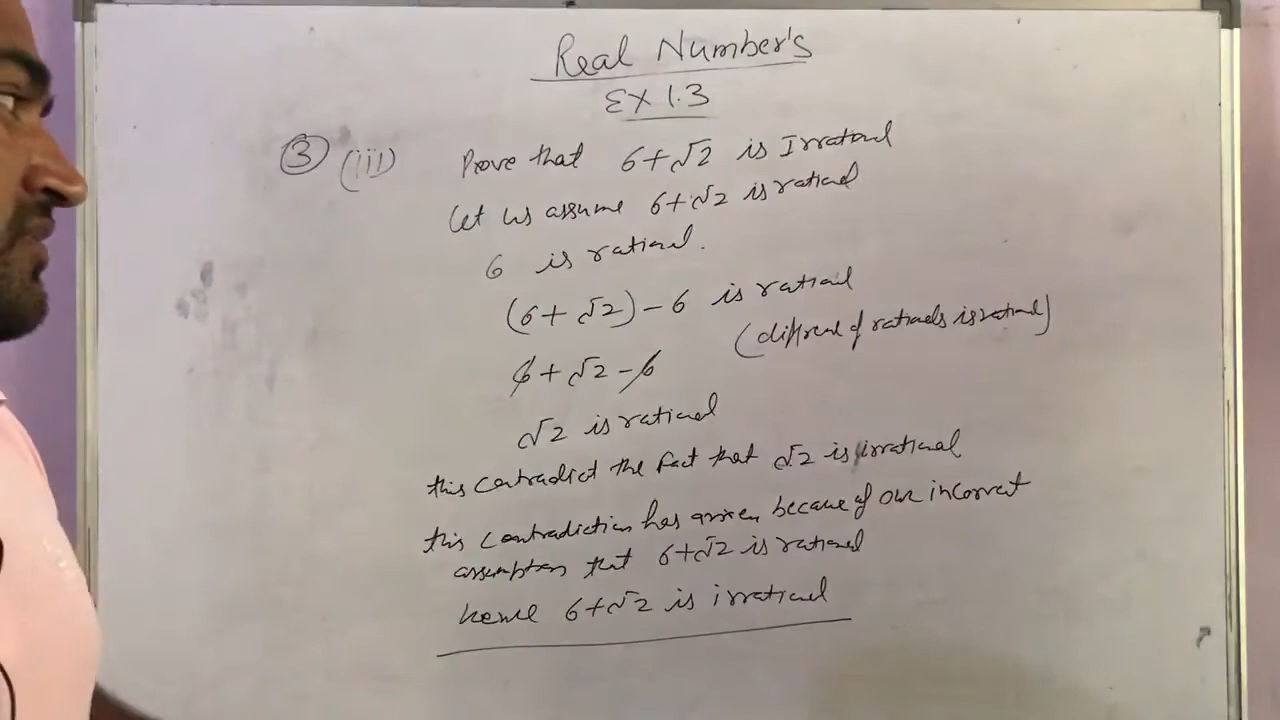 Real Number's
EX 1.3
③ (iii) Prove that 6+√2 is Irrational
Let us assume 6+√2 is rational
6 is rational.
(6+√2)-6 is rational
(different of rationals is rational)
6+√2-6
√2 is rational
this contradict the fact that √2 is irrational
this contradiction has arisen because of our incorrect
assumption that 6+√2 is rational
hence 6+√2 is irrational